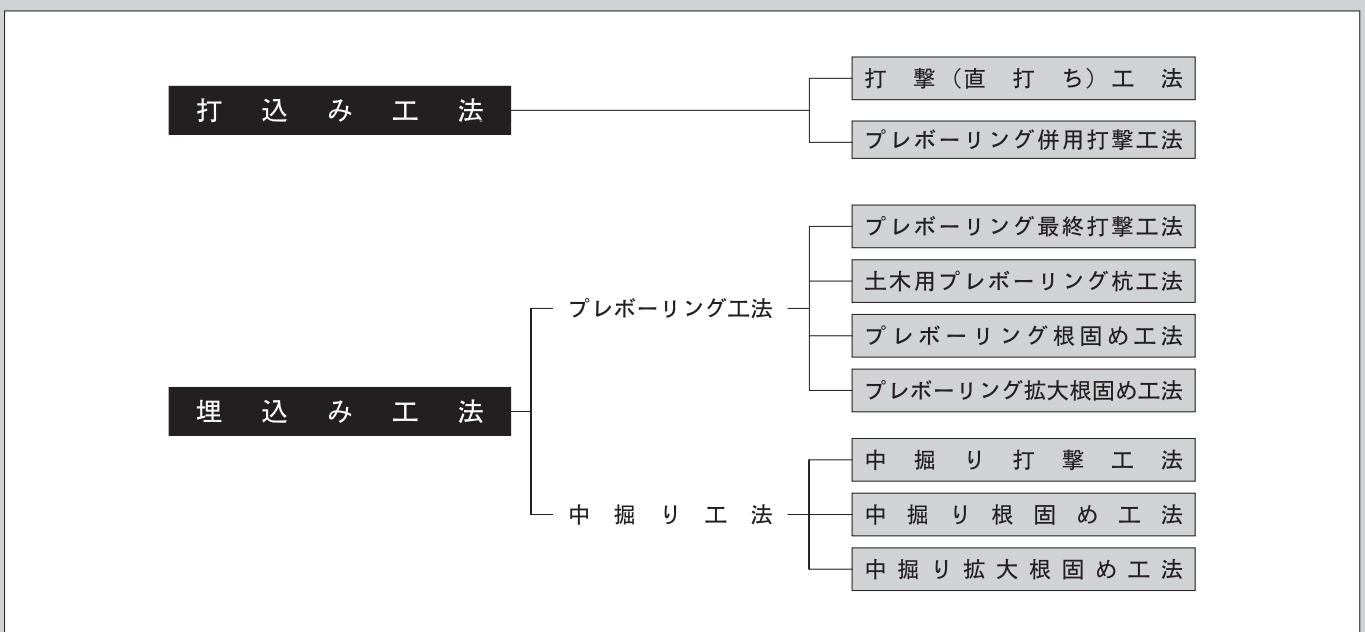 打込み工法
打撃（直打ち）工法
プレボーリング併用打撃工法
埋込み工法
プレボーリング工法
プレボーリング最終打撃工法
土木用プレボーリング杭工法
プレボーリング根固め工法
プレボーリング拡大根固め工法
中掘り工法
中掘り打撃工法
中掘り根固め工法
中掘り拡大根固め工法